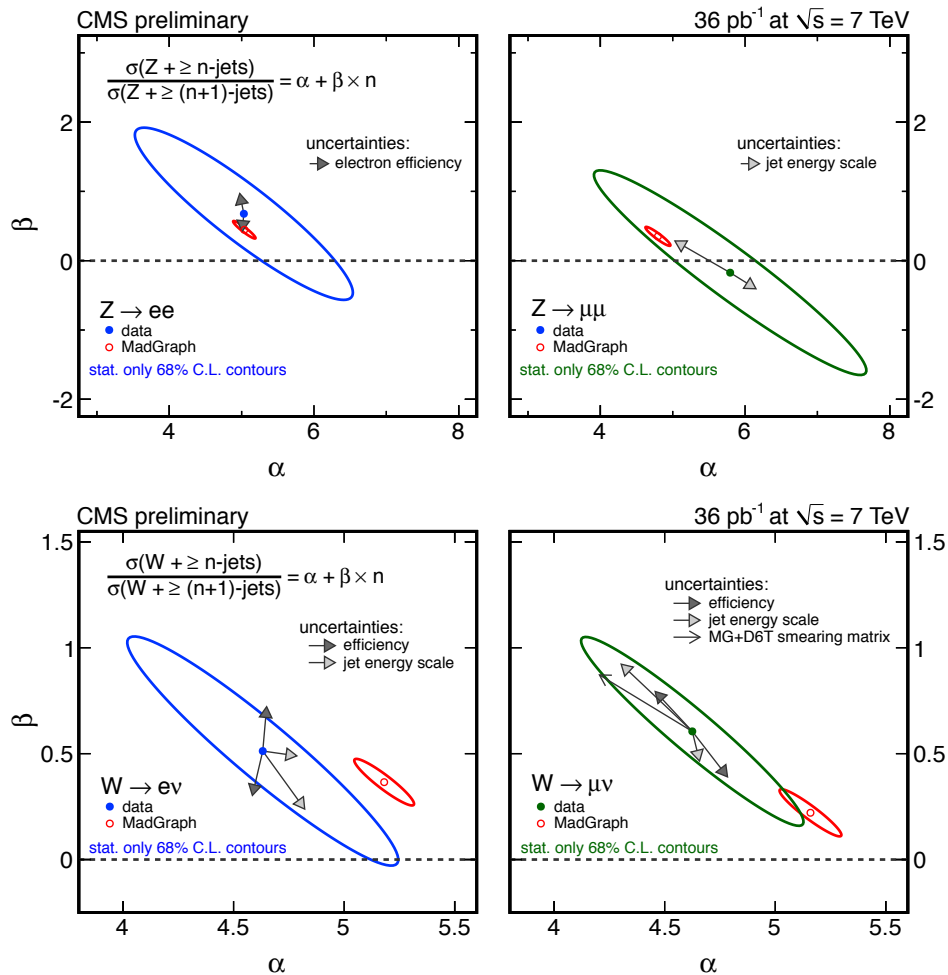 CMS preliminary
36 pb⁻¹ at √s = 7 TeV
σ(Z + ≥ n-jets)
σ(Z + ≥ (n+1)-jets)
= α + β × n
uncertainties:
electron efficiency
Z → ee
data
MadGraph
stat. only 68% C.L. contours
β
2
0
-2
4
6
8
α
uncertainties:
jet energy scale
Z → μμ
data
MadGraph
stat. only 68% C.L. contours
2
0
-2
4
5
6
7
8
α
CMS preliminary
36 pb⁻¹ at √s = 7 TeV
σ(W + ≥ n-jets)
σ(W + ≥ (n+1)-jets)
= α + β × n
uncertainties:
efficiency
jet energy scale
W → eν
data
MadGraph
stat. only 68% C.L. contours
β
1.5
1
0.5
0
4
4.5
5
5.5
α
uncertainties:
efficiency
jet energy scale
MG+D6T smearing matrix
W → μν
data
MadGraph
stat. only 68% C.L. contours
1.5
1
0.5
0
4
4.5
5
5.5
α